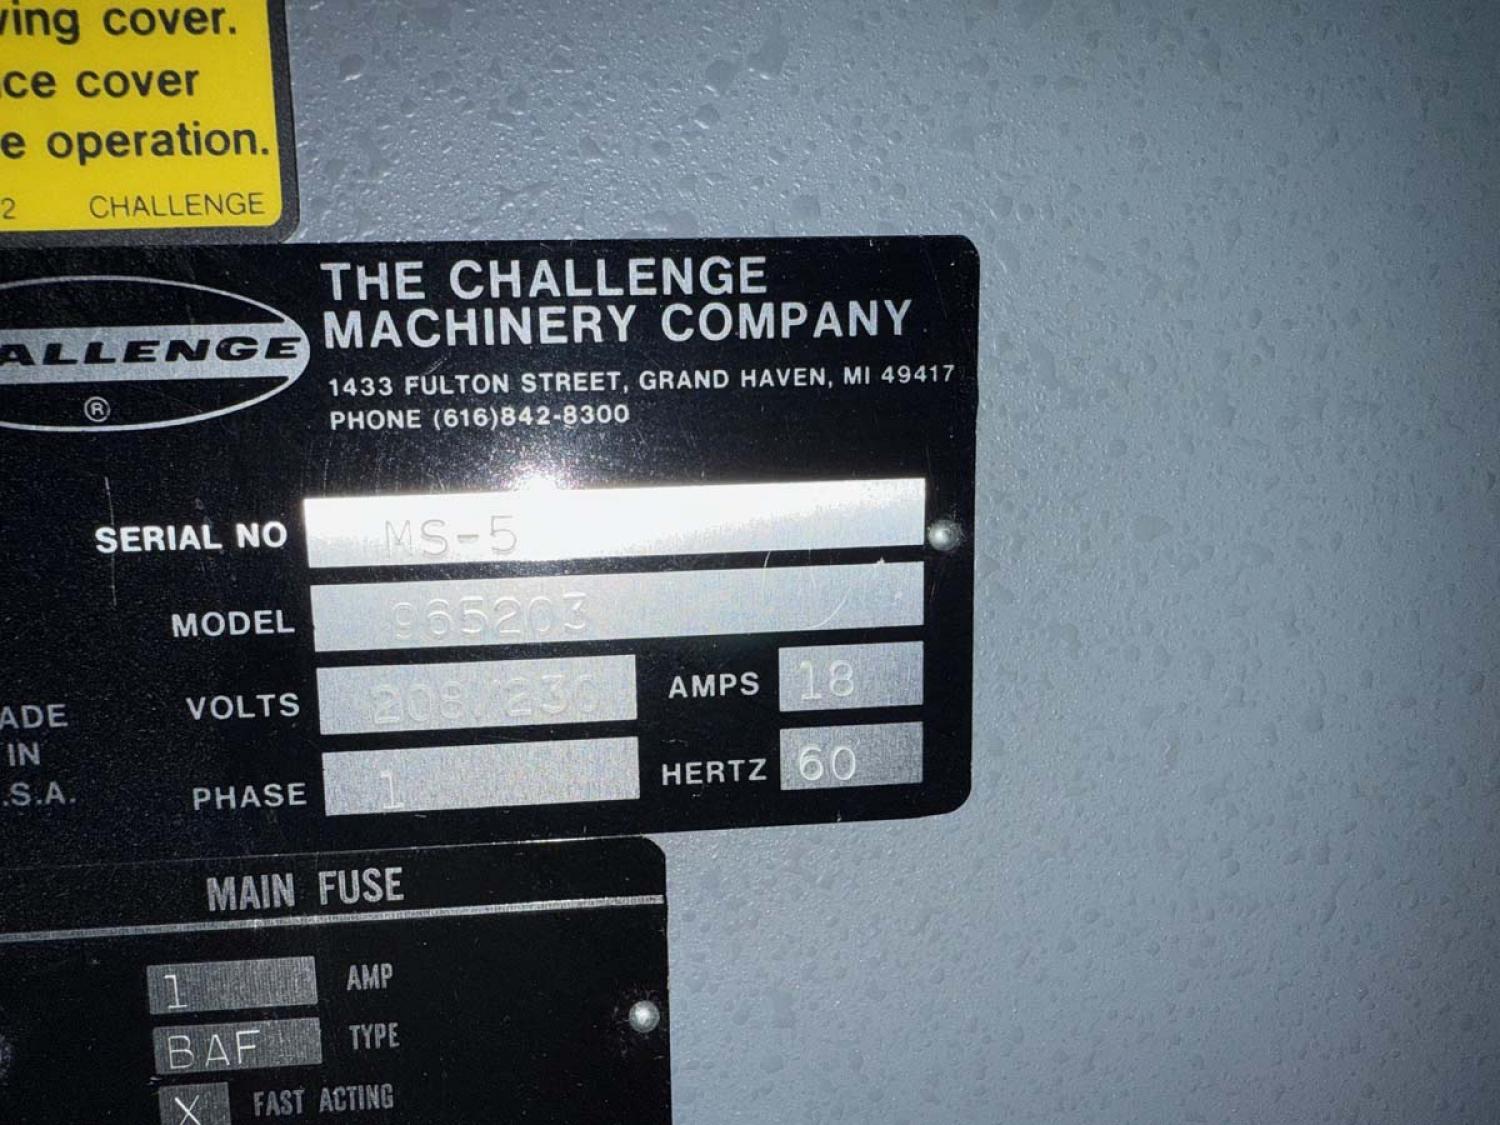 ving cover.
ce cover
e operation.
2 CHALLENGE
ALLENGE
®
THE CHALLENGE
MACHINERY COMPANY
1433 FULTON STREET, GRAND HAVEN, MI 49417
PHONE (616)842-8300
SERIAL NO MS-5
MODEL 965203
VOLTS 208/230 AMPS 18
PHASE 1 HERTZ 60
ADE
IN
.S.A.
MAIN FUSE
1 AMP
BAF TYPE
X FAST ACTING